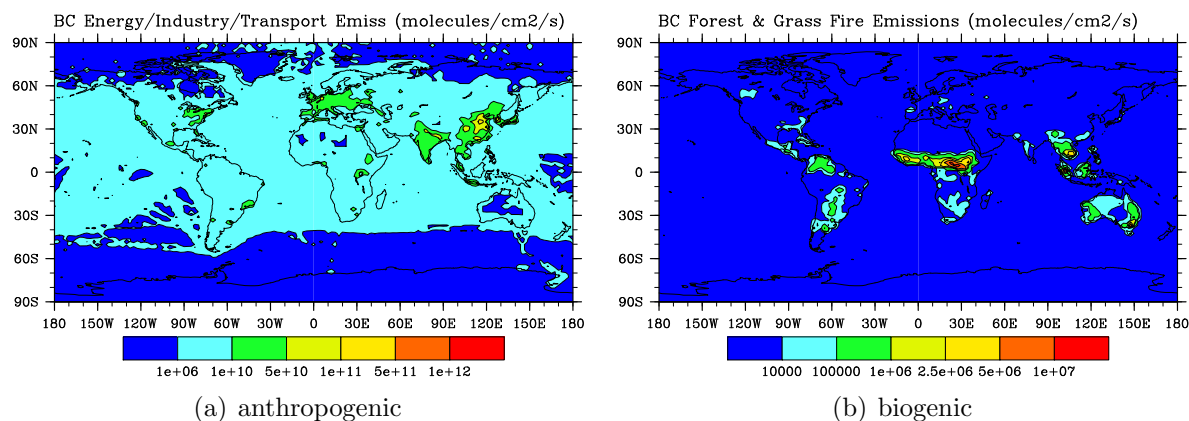 BC Energy/Industry/Transport Emiss (molecules/cm2/s)
90N
60N
30N
0
30S
60S
90S
180 150W 120W 90W 60W 30W 0 30E 60E 90E 120E 150E 180
1e+06 1e+10 5e+10 1e+11 5e+11 1e+12
(a) anthropogenic
BC Forest & Grass Fire Emissions (molecules/cm2/s)
90N
60N
30N
0
30S
60S
90S
180 150W 120W 90W 60W 30W 0 30E 60E 90E 120E 150E 180
10000 100000 1e+06 2.5e+06 5e+06 1e+07
(b) biogenic